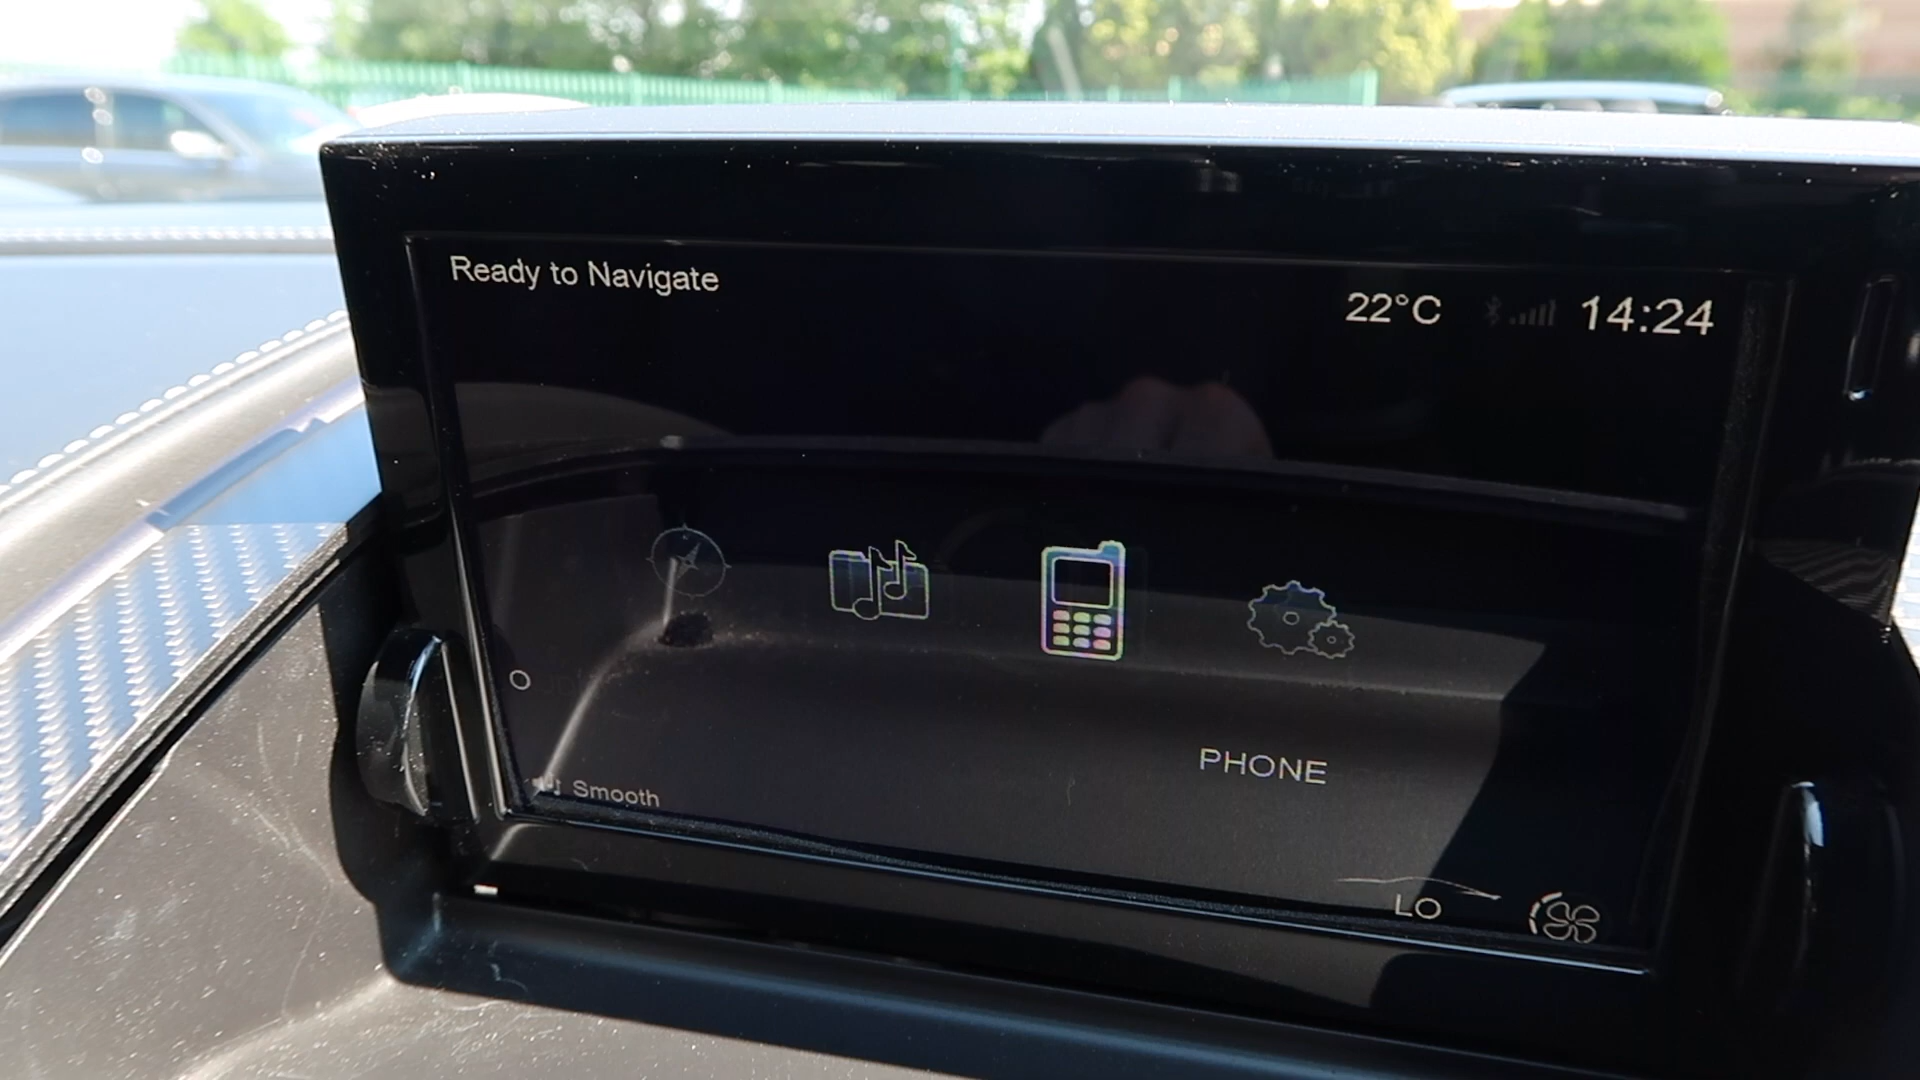 Ready to Navigate
22°C 14:24
PHONE
Smooth
LO